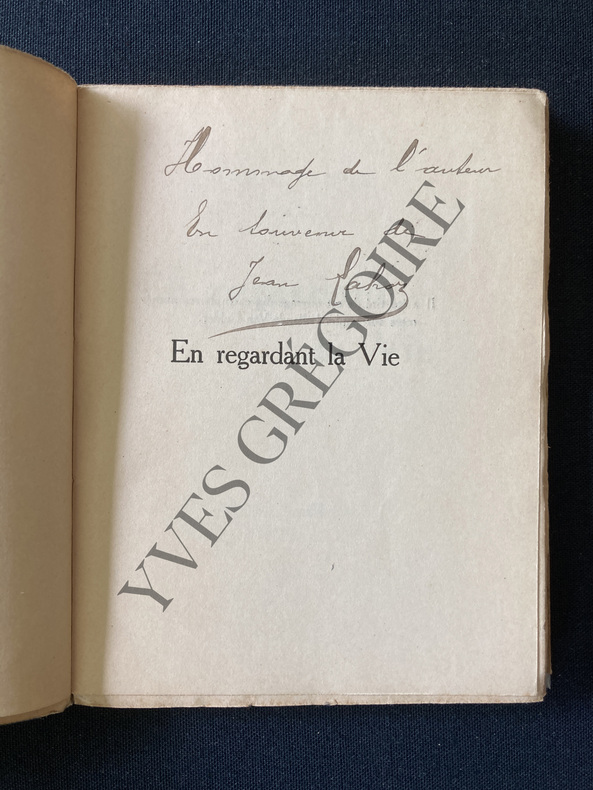 Hommage de l'auteur
En souvenir de
Jean
En regardant la Vie
YVES GRÉGOIRE